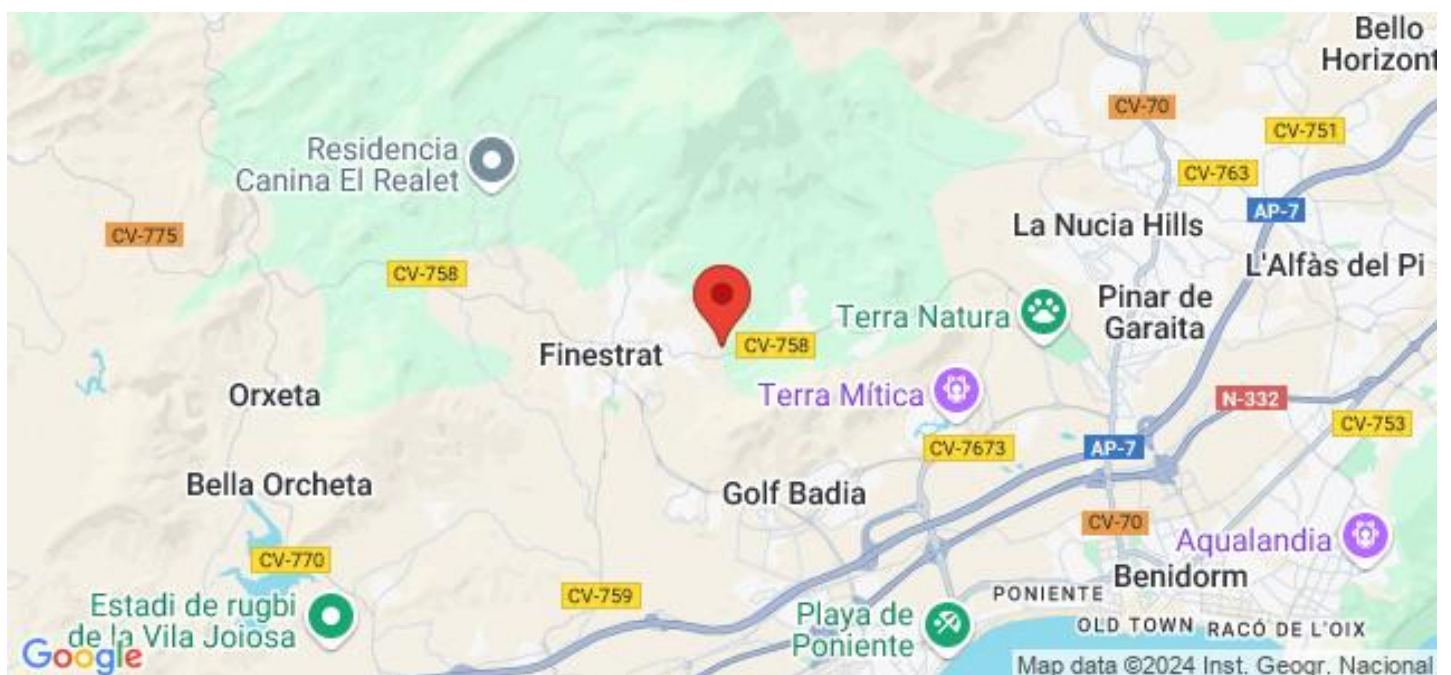 Bello
Horizont
CV-70
CV-751
Residencia
Canina El Realet
CV-763
AP-7
La Nucia Hills
CV-775
L'Alfàs del Pi
CV-758
Pinar de
Garaita
Terra Natura
CV-758
Finestrat
Orxeta
Terra Mítica
N-332
CV-753
CV-7673
AP-7
Bella Orcheta
Golf Badia
CV-70
Aqualandia
CV-770
Benidorm
PONIENTE
CV-759
Estadi de rugbi
de la Vila Joiosa
Playa de
Poniente
OLD TOWN
RACÓ DE L'OIX
Google
Map data ©2024 Inst. Geogr. Nacional